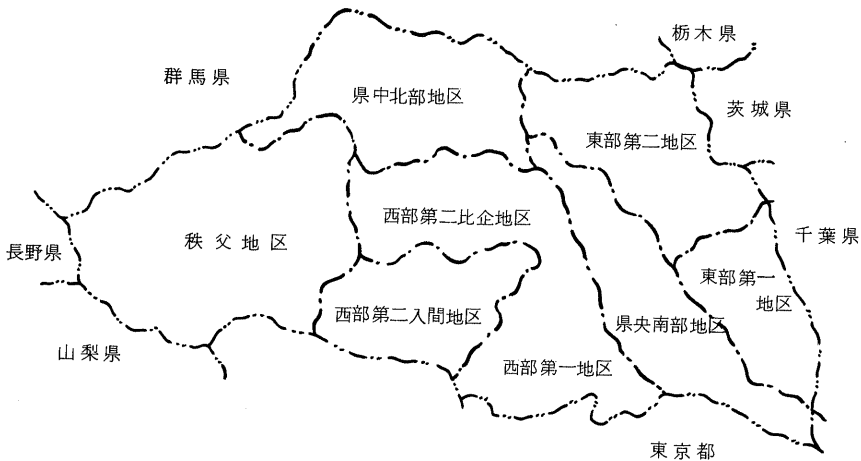 栃木県
群馬県
県中北部地区
茨城県
東部第二地区
西部第二比企地区
千葉県
秩父地区
長野県
東部第一
地区
西部第二入間地区
県央南部地区
山梨県
西部第一地区
東京都